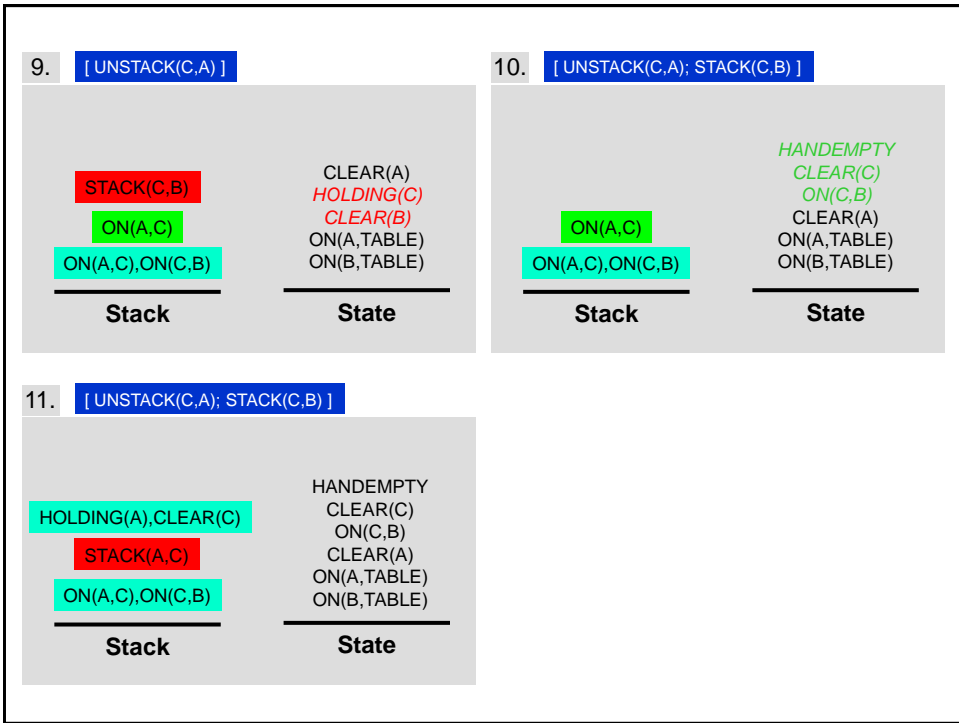 9. [ UNSTACK(C,A) ]
STACK(C,B)
ON(A,C)
ON(A,C),ON(C,B)
Stack
CLEAR(A)
HOLDING(C)
CLEAR(B)
ON(A,TABLE)
ON(B,TABLE)
State
10. [ UNSTACK(C,A); STACK(C,B) ]
ON(A,C)
ON(A,C),ON(C,B)
Stack
HANDEMPTY
CLEAR(C)
ON(C,B)
CLEAR(A)
ON(A,TABLE)
ON(B,TABLE)
State
11. [ UNSTACK(C,A); STACK(C,B) ]
HOLDING(A),CLEAR(C)
STACK(A,C)
ON(A,C),ON(C,B)
Stack
HANDEMPTY
CLEAR(C)
ON(C,B)
CLEAR(A)
ON(A,TABLE)
ON(B,TABLE)
State